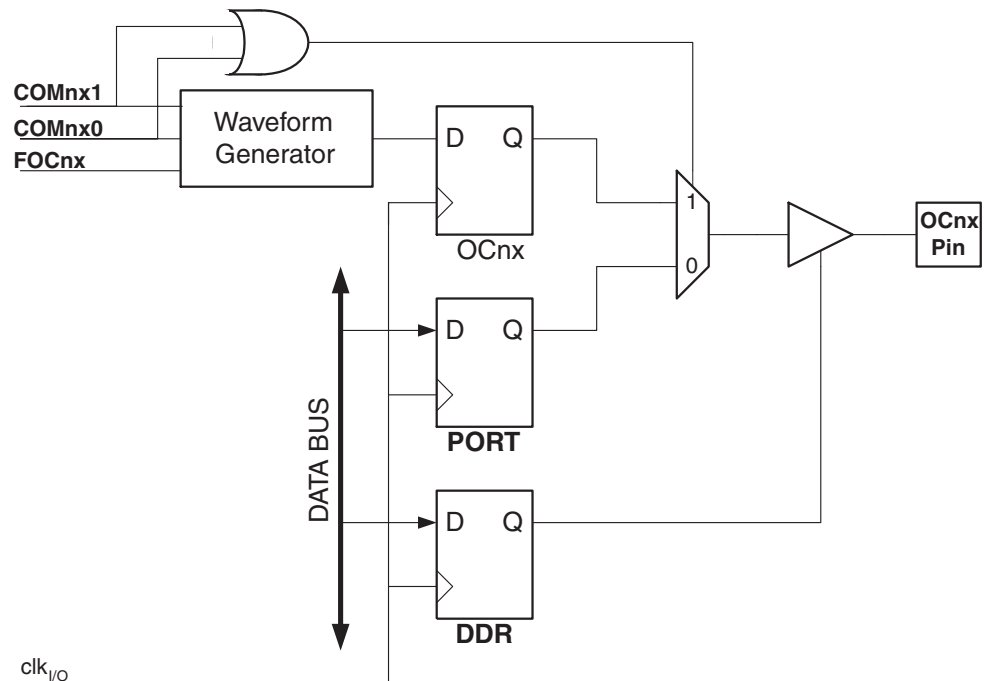 COMnx1
COMnx0
FOCnx
Waveform
Generator
D Q
OCnx
1
0
OCnx
Pin
D Q
PORT
DATA BUS
D Q
DDR
clkI/O